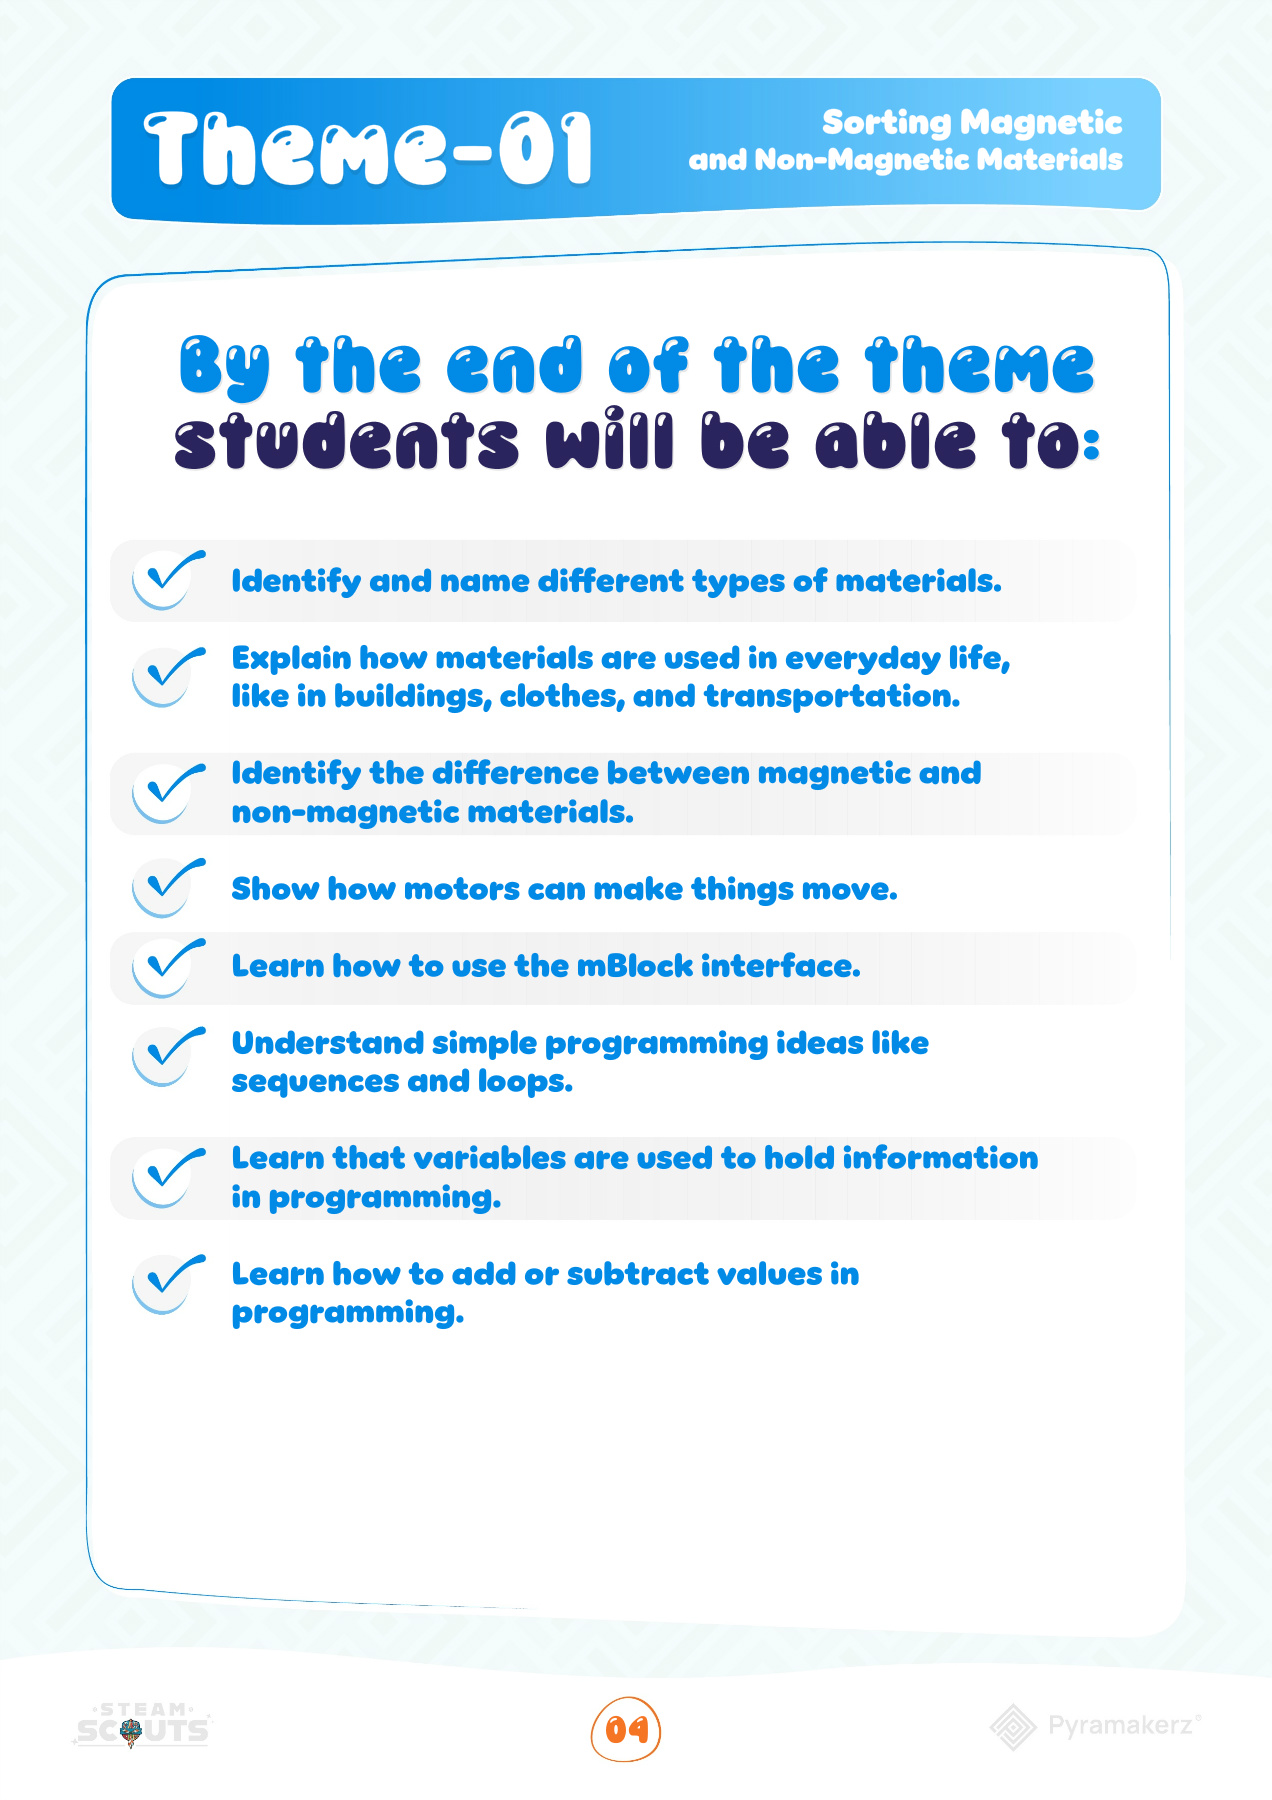 Theme-01
Sorting Magnetic
and Non-Magnetic Materials
By the end of the theme
students will be able to:
Identify and name different types of materials.
Explain how materials are used in everyday life,
like in buildings, clothes, and transportation.
Identify the difference between magnetic and
non-magnetic materials.
Show how motors can make things move.
Learn how to use the mBlock interface.
Understand simple programming ideas like
sequences and loops.
Learn that variables are used to hold information
in programming.
Learn how to add or subtract values in
programming.
STEAM
SCOUTS
04
Pyramakerz